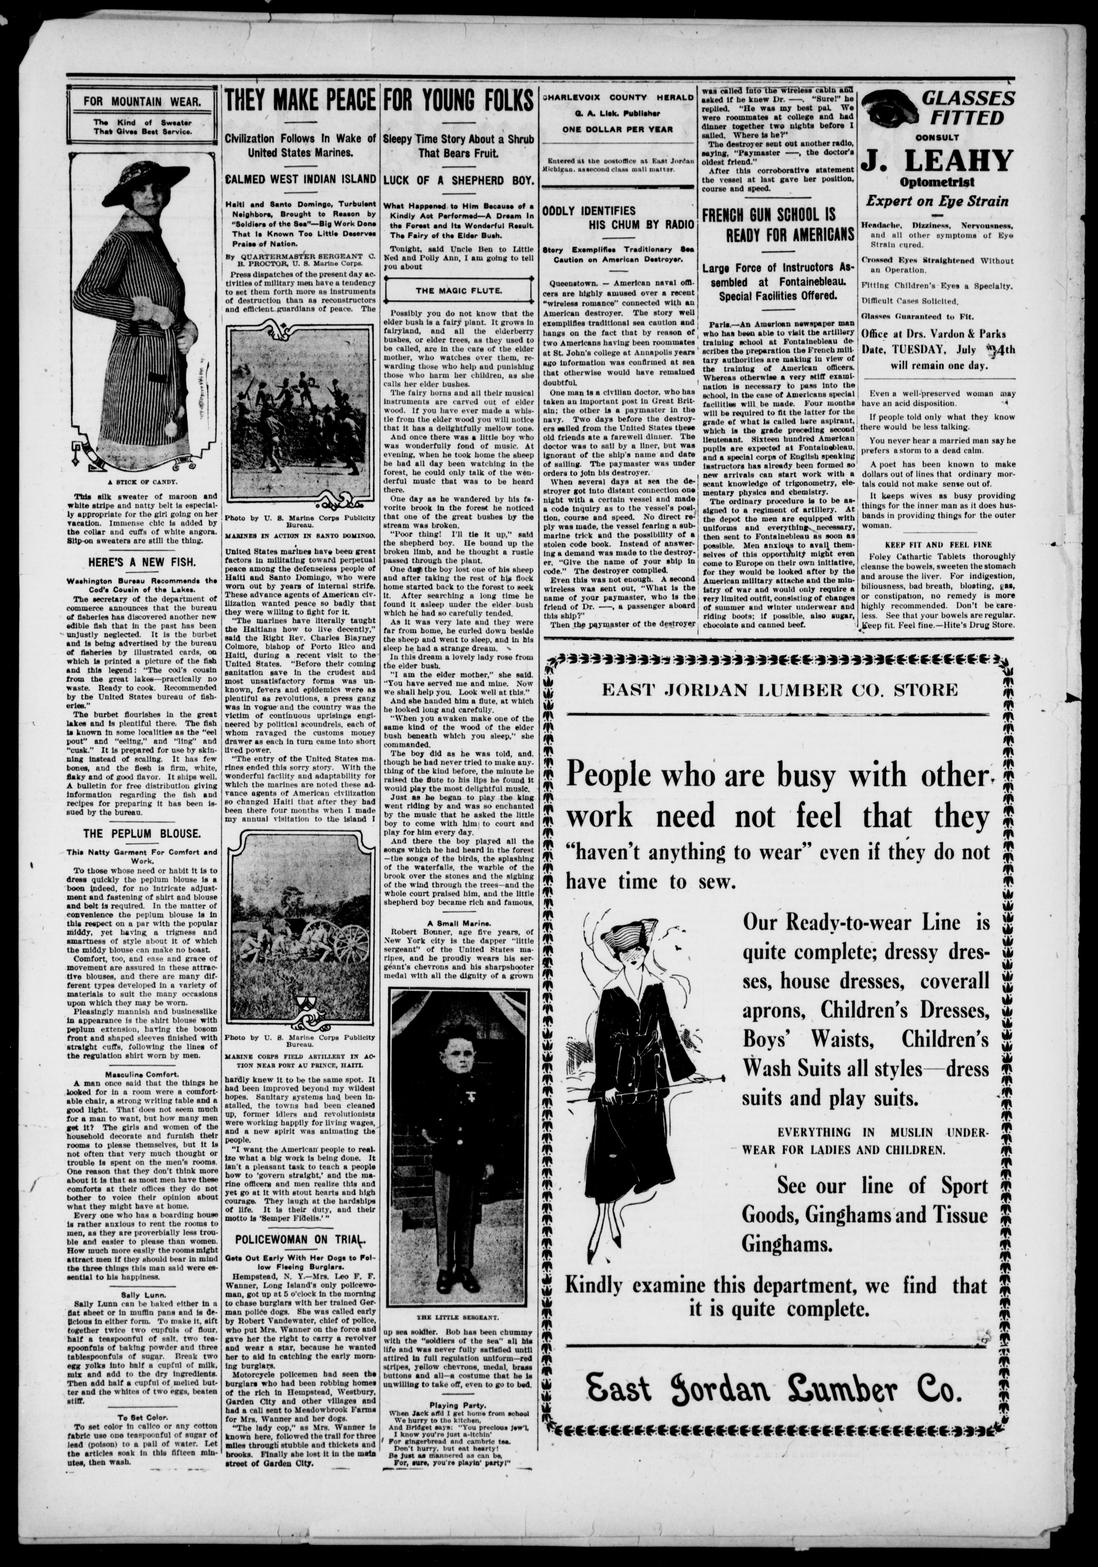 FOR MOUNTAIN WEAR.
The Kind of Sweater
That Gives Best Service.
A STICK OF CANDY.
This silk sweater of maroon and
white stripe and natty belt is especial-
ly appropriate for the girl going on her
vacation. Immense chic is added by
the collar and cuffs of white angora.
Slip-on sweaters are still the thing.
HERE'S A NEW FISH.
Washington Bureau Recommends the
Cod's Cousin of the Lakes.
The secretary of the department of
commerce announces that the bureau
of fisheries has discovered another new
edible fish that in the past has been
unjustly neglected. It is the burbet
and is being advertised by the bureau
of fisheries by illustrated cards, on
which is printed a picture of the fish
and this legend: "The cod's cousin
from the great lakes—practically no
waste. Ready to cook. Recommended
by the United States bureau of fish-
eries."
The burbet flourishes in the great
lakes and is plentiful there. The fish
is known in some localities as the "eel
pout" and "eeling," and "ling" and
"cusk." It is prepared for use by skin-
ning instead of scaling. It has few
bones, and the flesh is firm, white,
flaky and of good flavor. It ships well.
A bulletin for free distribution giving
information regarding the fish and
recipes for preparing it has been is-
sued by the bureau.
THE PEPLUM BLOUSE.
This Natty Garment For Comfort and
Work.
To those whose need or habit it is to
dress quickly the peplum blouse is a
boon indeed, for no intricate adjust-
ment and fastening of shirt and blouse
and belt is required. In the matter of
convenience the peplum blouse is in
this respect on a par with the popular
middy, yet having a trigness and
smartness of style about it of which
the middy blouse can make no boast.
Comfort, too, and ease and grace of
movement are assured in these attrac-
tive blouses, and there are many dif-
ferent types developed in a variety of
materials to suit the many occasions
upon which they may be worn.
Pleasingly mannish and businesslike
in appearance is the shirt blouse with
peplum extension, having the bosom
front and shaped sleeves finished with
straight cuffs, following the lines of
the regulation shirt worn by men.
Masculine Comfort.
A man once said that the things he
looked for in a room were a comfort-
able chair, a strong writing table and a
good light. That does not seem much
for a man to want, but how many men
get it? The girls and women of the
household decorate and furnish their
rooms to please themselves, but it is
not often that very much thought or
trouble is spent on the men's rooms.
One reason that they don't think more
about it is that as most men have these
comforts at their offices they do not
bother to voice their opinion about
what they might have at home.
Every one who has a boarding house
is rather anxious to rent the rooms to
men, as they are proverbially less trou-
ble and easier to please than women.
How much more easily the rooms might
attract men if they should bear in mind
the three things this man said were es-
sential to his happiness.
Sally Lunn.
Sally Lunn can be baked either in a
flat sheet or in muffin pans and is de-
licious in either form. To make it, sift
together twice two cupfuls of flour,
half a teaspoonful of salt, two tea-
spoonfuls of baking powder and three
tablespoonfuls of sugar. Break two
egg yolks into half a cupful of milk,
mix and add to the dry ingredients.
Then add half a cupful of melted but-
ter and the whites of two eggs, beaten
stiff.
To Set Color.
To set color in calico or any cotton
fabric use one teaspoonful of sugar of
lead (poison) to a pail of water. Let
the articles soak in this fifteen min-
utes, then wash.
THEY MAKE PEACE
Civilization Follows In Wake of
United States Marines.
CALMED WEST INDIAN ISLAND
Haiti and Santo Domingo, Turbulent
Neighbors, Brought to Reason by
"Soldiers of the Sea"—Big Work Done
That Is Known Too Little Deserves
Praise of Nation.
By QUARTERMASTER SERGEANT C.
B. PROCTOR, U. S. Marine Corps.
Press dispatches of the present day ac-
tivities of military men have a tendency
to set them forth more as instruments
of destruction than as reconstructors
and efficient guardians of peace. The
Photo by U. S. Marine Corps Publicity
Bureau.
MARINES IN ACTION IN SANTO DOMINGO.
United States marines have been great
factors in militating toward perpetual
peace among the defenseless people of
Haiti and Santo Domingo, who were
worn out by years of internal strife.
These advance agents of American civ-
ilization wanted peace so badly that
they were willing to fight for it.
"The marines have literally taught
the Haitians how to live decently,"
said the Right Rev. Charles Blayney
Colmore, bishop of Porto Rico and
Haiti, during a recent visit to the
United States. "Before their coming
sanitation save in the crudest and
most unsatisfactory forms was un-
known, fevers and epidemics were as
plentiful as revolutions, a press gang
was in vogue and the country was the
victim of continuous uprisings engi-
neered by political scoundrels, each of
whom ravaged the customs money
drawer as each in turn came into short
lived power.
"The entry of the United States ma-
rines ended this sorry story. With the
wonderful facility and adaptability for
which the marines are noted these ad-
vance agents of American civilization
so changed Haiti that after they had
been there four months when I made
my annual visitation to the island I
Photo by U. S. Marine Corps Publicity
Bureau.
MARINE CORPS FIELD ARTILLERY IN AC-
TION NEAR PORT AU PRINCE, HAITI.
hardly knew it to be the same spot. It
had been improved beyond my wildest
hopes. Sanitary systems had been in-
stalled, the towns had been cleaned
up, former idlers and revolutionists
were working happily for living wages,
and a new spirit was animating the
people.
"I want the American people to real-
ize what a big work is being done. It
isn't a pleasant task to teach a people
how to 'govern straight,' and the ma-
rine officers and men realize this and
yet go at it with stout hearts and high
courage. They laugh at the hardships
of life. It is their duty, and their
motto is 'Semper Fidelis.'"
POLICEWOMAN ON TRIAL.
Gets Out Early With Her Dogs to Fol-
low Fleeing Burglars.
Hempstead, N. Y.—Mrs. Leo F. F.
Wanner, Long Island's only policewo-
man, got up at 5 o'clock in the morning
to chase burglars with her trained Ger-
man police dogs. She was called early
by Robert Vandewater, chief of police,
who put Mrs. Wanner on the force and
gave her the right to carry a revolver
and wear a star, because he wanted
her to aid in catching the early morn-
ing burglars.
Motorcycle policemen had seen the
burglars who had been robbing homes
of the rich in Hempstead, Westbury,
Garden City and other villages and
had a call sent to Meadowbrook Farms
for Mrs. Wanner and her dogs.
"The lady cop," as Mrs. Wanner is
known here, followed the trail for three
miles through stubble and thickets and
brooks. Finally she lost it in the main
street of Garden City.
FOR YOUNG FOLKS
Sleepy Time Story About a Shrub
That Bears Fruit.
LUCK OF A SHEPHERD BOY.
What Happened to Him Because of a
Kindly Act Performed—A Dream In
the Forest and Its Wonderful Result.
The Fairy of the Elder Bush.
Tonight, said Uncle Ben to Little
Ned and Polly Ann, I am going to tell
you about
THE MAGIC FLUTE.
Possibly you do not know that the
elder bush is a fairy plant. It grows in
fairyland, and all the elderberry
bushes, or elder trees, as they used to
be called, are in the care of the elder
mother, who watches over them, re-
warding those who help and punishing
those who harm her children, as she
calls her elder bushes.
The fairy horns and all their musical
instruments are carved out of elder
wood. If you have ever made a whis-
tle from the elder wood you will notice
that it has a delightfully mellow tone.
And once there was a little boy who
was wonderfully fond of music. At
evening, when he took home the sheep
he had all day been watching in the
forest, he could only talk of the won-
derful music that he was to be heard
there.
One day as he wandered by his fa-
vorite brook in the forest he noticed
that one of the great bushes by the
stream was broken.
"Poor thing! I'll tie it up," said
the shepherd boy. He bound up the
broken limb, and he thought a rustle
passed through the plant.
One day the boy lost one of his sheep
and after taking the rest of his flock
home started back to the forest to seek
it. After searching a long time he
found it asleep under the elder bush
which he had so carefully tended.
As it was very late and they were
far from home, he curled down beside
the sheep and went to sleep, and in his
sleep he had a strange dream.
In this dream a lovely lady rose from
the elder bush.
"I am the elder mother," she said.
"You have served me and mine. Now
we shall help you. Look well at this."
And she handed him a flute, at which
he looked long and carefully.
"When you awaken make one of the
same kind of the wood of the elder
bush beneath which you sleep," she
commanded.
The boy did as he was told, and,
though he had never tried to make any-
thing of the kind before, the minute he
raised the flute to his lips he found it
would play the most delightful music.
Just as he began to play the king
went riding by and was so enchanted
by the music that he asked the little
boy to come with him to court and
play for him every day.
And there the boy played all the
songs which he had heard in the forest
—the songs of the birds, the splashing
of the waterfalls, the warble of the
brook over the stones and the sighing
of the wind through the trees—and the
whole court praised him, and the little
shepherd boy became rich and famous.
A Small Marine.
Robert Bonner, age five years, of
New York city is the dapper "little
sergeant" of the United States ma-
rines, and he proudly wears his ser-
geant's chevrons and his sharpshooter
medal with all the dignity of a grown
THE LITTLE SERGEANT.
up sea soldier. Bob has been chummy
with the "soldiers of the sea" all his
life and was never fully satisfied until
attired in full regulation uniform—red
stripes, yellow chevrons, medal, brass
buttons and all—a costume that he is
unwilling to take off, even to go to bed.
Playing Party.
When Jack and I get home from school
We hurry to the kitchen,
And Bridget says: "You precious jew'l,
I know you're just a-itchin'
For gingerbread and cambric tea.
Don't hurry, but eat hearty!
Be just as mannered as can be,
For, sure, you're playin' party!"
CHARLEVOIX COUNTY HERALD
G. A. Lisk, Publisher
ONE DOLLAR PER YEAR
Entered at the postoffice at East Jordan
Michigan, as second class mail matter.
ODDLY IDENTIFIES
HIS CHUM BY RADIO
Story Exemplifies Traditionary Sea
Caution on American Destroyer.
Queenstown. — American naval offi-
cers are highly amused over a recent
"wireless romance" connected with an
American destroyer. The story well
exemplifies traditional sea caution and
hangs on the fact that by reason of
two Americans having been roommates
at St. John's college at Annapolis years
ago information was confirmed at sea
that otherwise would have remained
doubtful.
One man is a civilian doctor, who has
taken an important post in Great Brit-
ain; the other is a paymaster in the
navy. Two days before the destroy-
ers sailed from the United States these
old friends ate a farewell dinner. The
doctor was to sail by a liner, but was
ignorant of the ship's name and date
of sailing. The paymaster was under
orders to join his destroyer.
When several days at sea the de-
stroyer got into distant connection one
night with a certain vessel and made
a code inquiry as to the vessel's posi-
tion, course and speed. No direct re-
ply was made, the vessel fearing a sub-
marine trick and the possibility of a
stolen code book. Instead of answer-
ing a demand was made to the destroy-
er, "Give the name of your ship in
code." The destroyer complied.
Even this was not enough. A second
wireless was sent out, "What is the
name of your paymaster, who is the
friend of Dr. ——, a passenger aboard
this ship?"
Then the paymaster of the destroyer
was called into the wireless cabin and
asked if he knew Dr. ——. "Sure!" he
replied. "He was my best pal. We
were roommates at college and had
dinner together two nights before I
sailed. Where is he?"
The destroyer sent out another radio,
saying, "Paymaster ——, the doctor's
oldest friend."
After this corroborative statement
the vessel at last gave her position,
course and speed.
FRENCH GUN SCHOOL IS
READY FOR AMERICANS
Large Force of Instructors As-
sembled at Fontainebleau.
Special Facilities Offered.
Paris.—An American newspaper man
who has been able to visit the artillery
training school at Fontainebleau de-
scribes the preparation the French mili-
tary authorities are making in view of
the training of American officers.
Whereas otherwise a very stiff exami-
nation is necessary to pass into the
school, in the case of Americans special
facilities will be made. Four months
will be required to fit the latter for the
grade of what is called here aspirant,
which is the grade preceding second
lieutenant. Sixteen hundred American
pupils are expected at Fontainebleau,
and a special corps of English speaking
instructors has already been formed so
new arrivals can start work with a
scant knowledge of trigonometry, ele-
mentary physics and chemistry.
The ordinary procedure is to be as-
signed to a regiment of artillery. At
the depot the men are equipped with
uniforms and everything necessary,
then sent to Fontainebleau as soon as
possible. Men anxious to avail them-
selves of this opportunity might even
come to Europe on their own initiative,
for they would be looked after by the
American military attache and the min-
istry of war and would only require a
very limited outfit, consisting of changes
of summer and winter underwear and
riding boots; if possible, also sugar,
chocolate and canned beef.
GLASSES
FITTED
CONSULT
J. LEAHY
Optometrist
Expert on Eye Strain
Headache, Dizziness, Nervousness,
and all other symptoms of Eye
Strain cured.
Crossed Eyes Straightened Without
an Operation.
Fitting Children's Eyes a Specialty.
Difficult Cases Solicited.
Glasses Guaranteed to Fit.
Office at Drs. Vardon & Parks
Date, TUESDAY, July 24th
will remain one day.
Even a well-preserved woman may
have an acid disposition.
If people told only what they know
there would be less talking.
You never hear a married man say he
prefers a storm to a dead calm.
A poet has been known to make
dollars out of lines that ordinary mor-
tals could not make sense out of.
It keeps wives as busy providing
things for the inner man as it does hus-
bands in providing things for the outer
woman.
KEEP FIT AND FEEL FINE
Foley Cathartic Tablets thoroughly
cleanse the bowels, sweeten the stomach
and arouse the liver. For indigestion,
biliousness, bad breath, bloating, gas,
or constipation, no remedy is more
highly recommended. Don't be care-
less. See that your bowels are regular.
Keep fit. Feel fine.—Hite's Drug Store.
EAST JORDAN LUMBER CO. STORE
People who are busy with other
work need not feel that they
"haven't anything to wear" even if they do not
have time to sew.
Our Ready-to-wear Line is
quite complete; dressy dres-
ses, house dresses, coverall
aprons, Children's Dresses,
Boys' Waists, Children's
Wash Suits all styles—dress
suits and play suits.
EVERYTHING IN MUSLIN UNDER-
WEAR FOR LADIES AND CHILDREN.
See our line of Sport
Goods, Ginghams and Tissue
Ginghams.
Kindly examine this department, we find that
it is quite complete.
East Jordan Lumber Co.